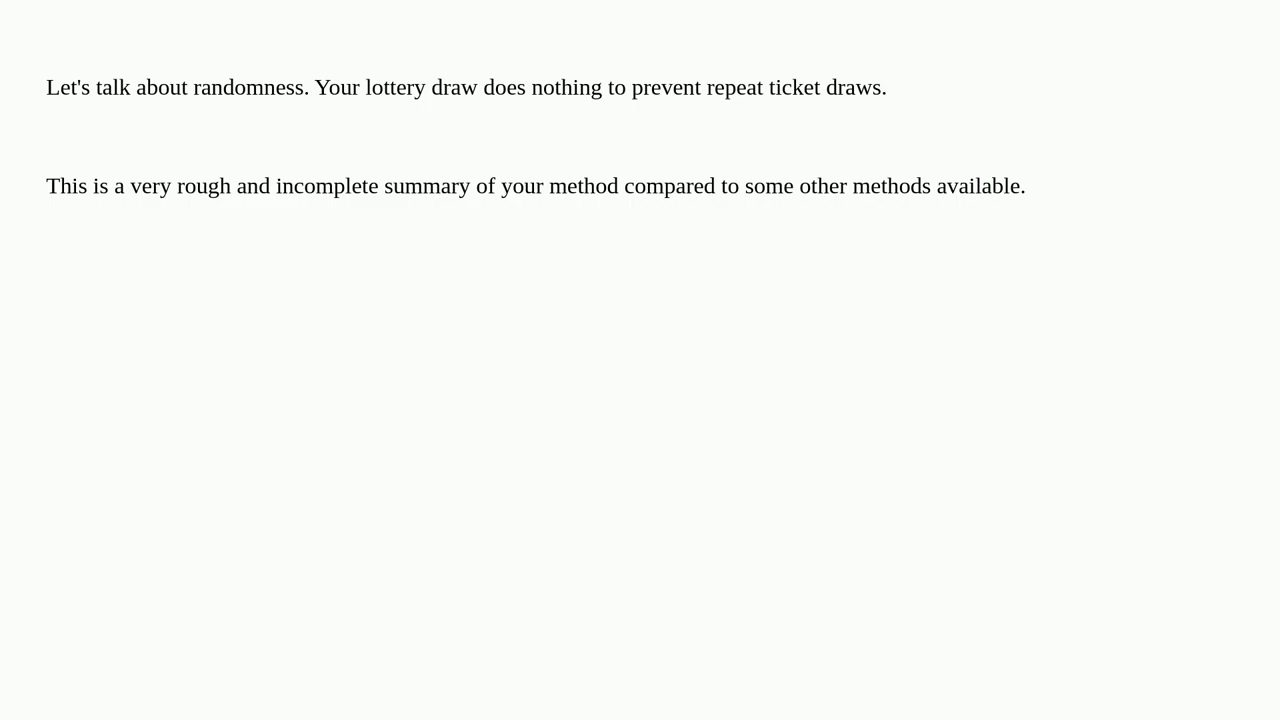 Let's talk about randomness. Your lottery draw does nothing to prevent repeat ticket draws.
This is a very rough and incomplete summary of your method compared to some other methods available.